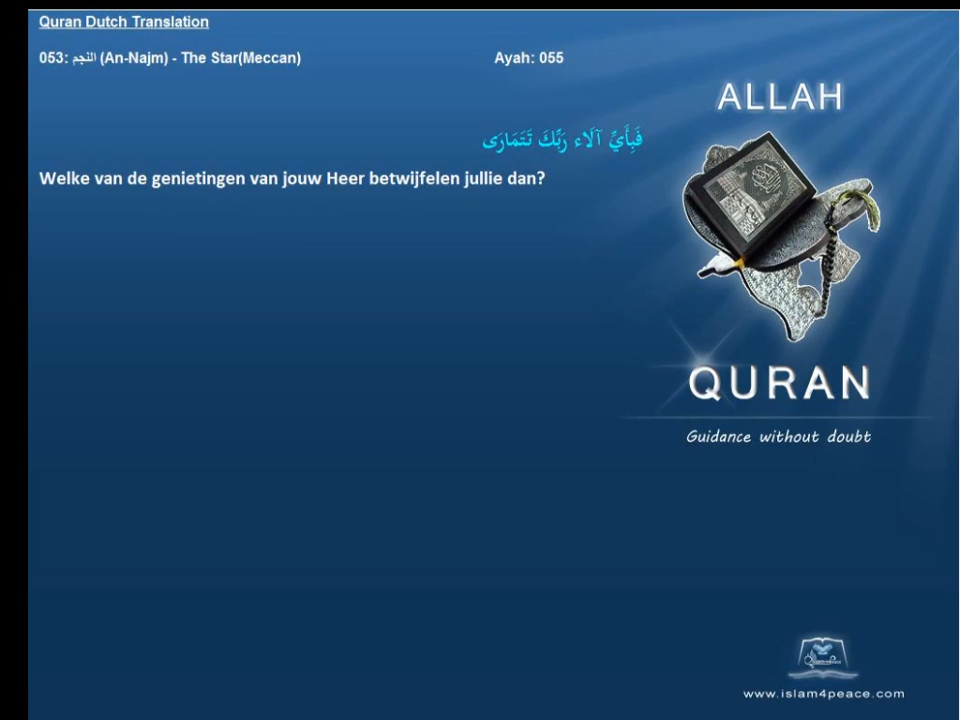 Quran Dutch Translation
053: النجم (An-Najm) - The Star(Meccan) Ayah: 055
ALLAH
فَبِأَيِّ آلَاء رَبِّكَ تَتَمَارَى
Welke van de genietingen van jouw Heer betwijfelen jullie dan?
QURAN
Guidance without doubt
www.islam4peace.com